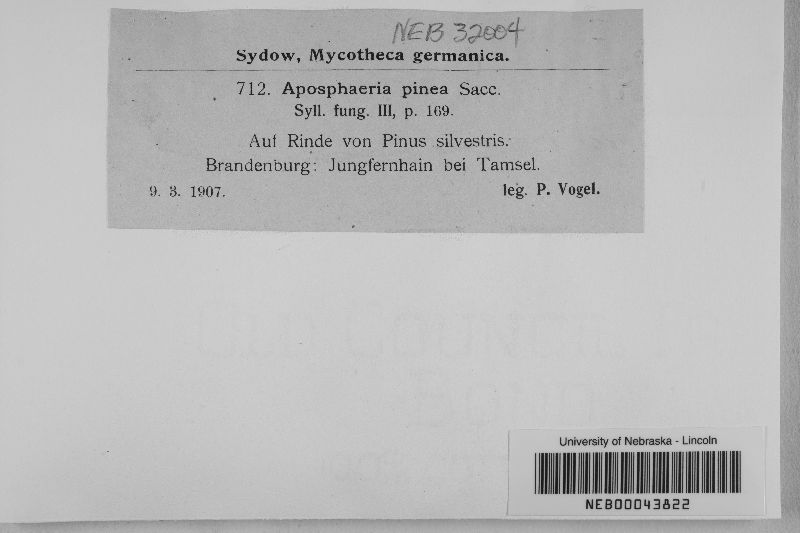 NEB 32004
Sydow, Mycotheca germanica.
712. Aposphaeria pinea Sacc.
Syll. fung. III, p. 169.
Auf Rinde von Pinus silvestris.
Brandenburg: Jungfernhain bei Tamsel.
9. 3. 1907. leg. P. Vogel.
University of Nebraska - Lincoln
NEB00043822